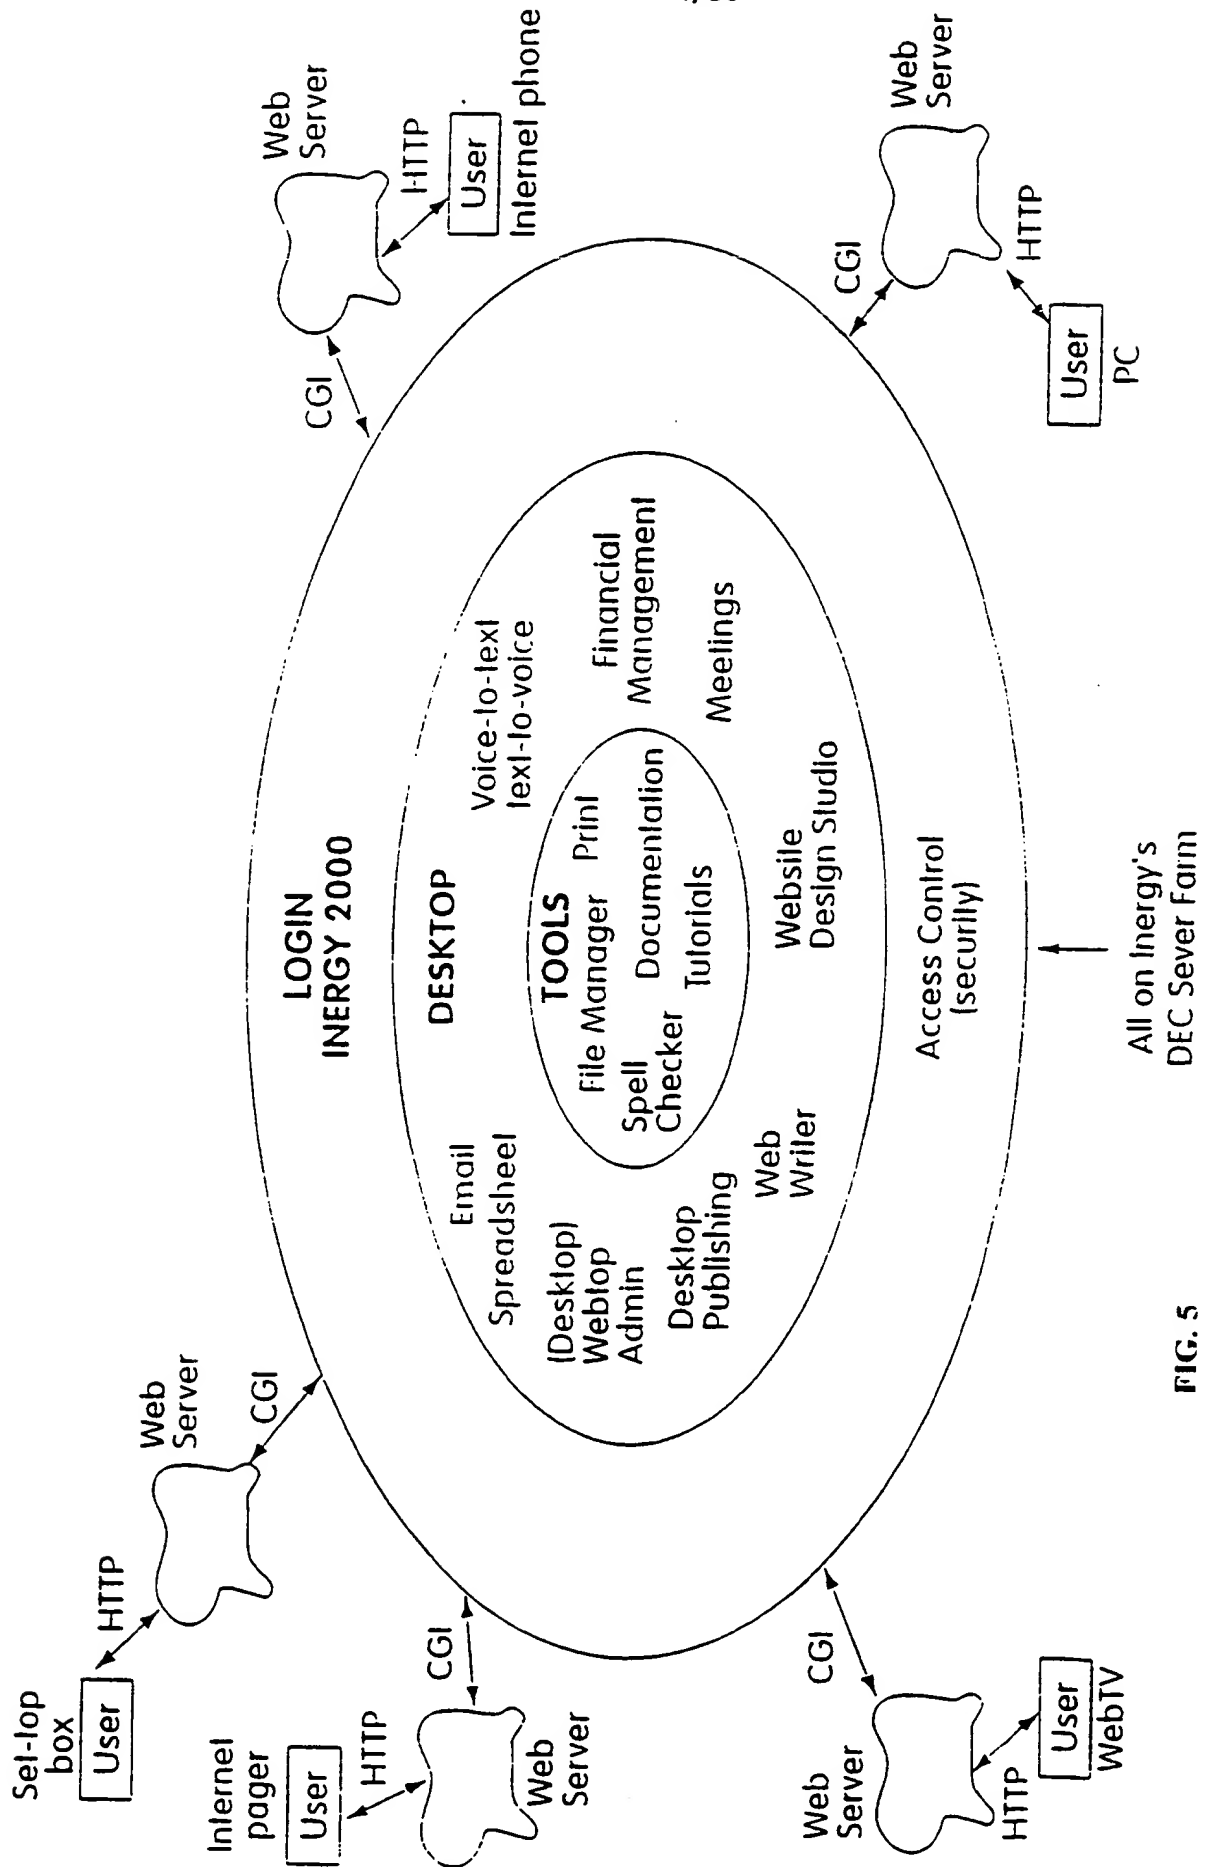 Set-top
box
User
HTTP
Web
Server
CGI
Internet
pager
User
HTTP
CGI
Web
Server
Web
Server
CGI
HTTP
User
Internet phone
LOGIN
INERGY 2000
DESKTOP
Email
Spreadsheet
(Desktop)
Webtop
Admin
Desktop
Publishing
Web
Writer
Voice-to-text
text-to-voice
Financial
Management
Meetings
Website
Design Studio
TOOLS
File Manager Print
Spell
Checker
Documentation
Tutorials
Access Control
(security)
Web
Server
CGI
HTTP
User
WebTV
Web
Server
CGI
HTTP
User
PC
All on Inergy's
DEC Sever Farm
FIG. 5